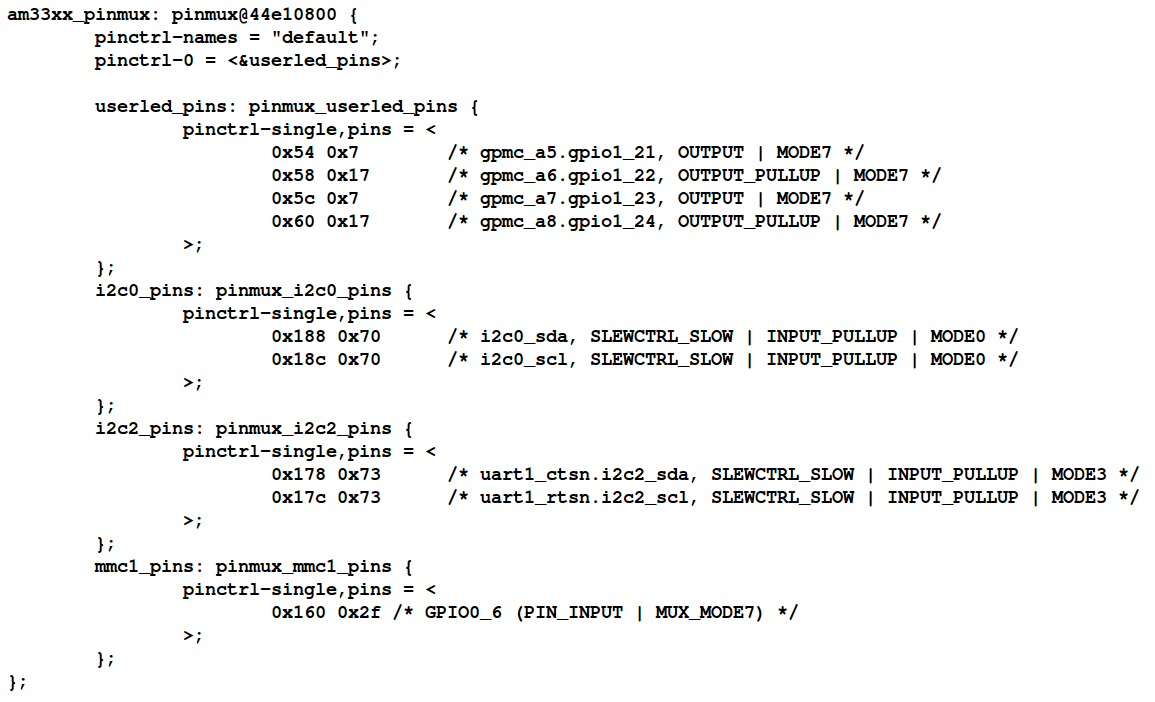 am33xx_pinmux: pinmux@44e10800 {
        pinctrl-names = "default";
        pinctrl-0 = <&userled_pins>;

        userled_pins: pinmux_userled_pins {
                pinctrl-single,pins = <
                        0x54 0x7        /* gpmc_a5.gpio1_21, OUTPUT | MODE7 */
                        0x58 0x17       /* gpmc_a6.gpio1_22, OUTPUT_PULLUP | MODE7 */
                        0x5c 0x7        /* gpmc_a7.gpio1_23, OUTPUT | MODE7 */
                        0x60 0x17       /* gpmc_a8.gpio1_24, OUTPUT_PULLUP | MODE7 */
                >;
        };
        i2c0_pins: pinmux_i2c0_pins {
                pinctrl-single,pins = <
                        0x188 0x70      /* i2c0_sda, SLEWCTRL_SLOW | INPUT_PULLUP | MODE0 */
                        0x18c 0x70      /* i2c0_scl, SLEWCTRL_SLOW | INPUT_PULLUP | MODE0 */
                >;
        };
        i2c2_pins: pinmux_i2c2_pins {
                pinctrl-single,pins = <
                        0x178 0x73      /* uart1_ctsn.i2c2_sda, SLEWCTRL_SLOW | INPUT_PULLUP | MODE3 */
                        0x17c 0x73      /* uart1_rtsn.i2c2_scl, SLEWCTRL_SLOW | INPUT_PULLUP | MODE3 */
                >;
        };
        mmc1_pins: pinmux_mmc1_pins {
                pinctrl-single,pins = <
                        0x160 0x2f /* GPIO0_6 (PIN_INPUT | MUX_MODE7) */
                >;
        };
};